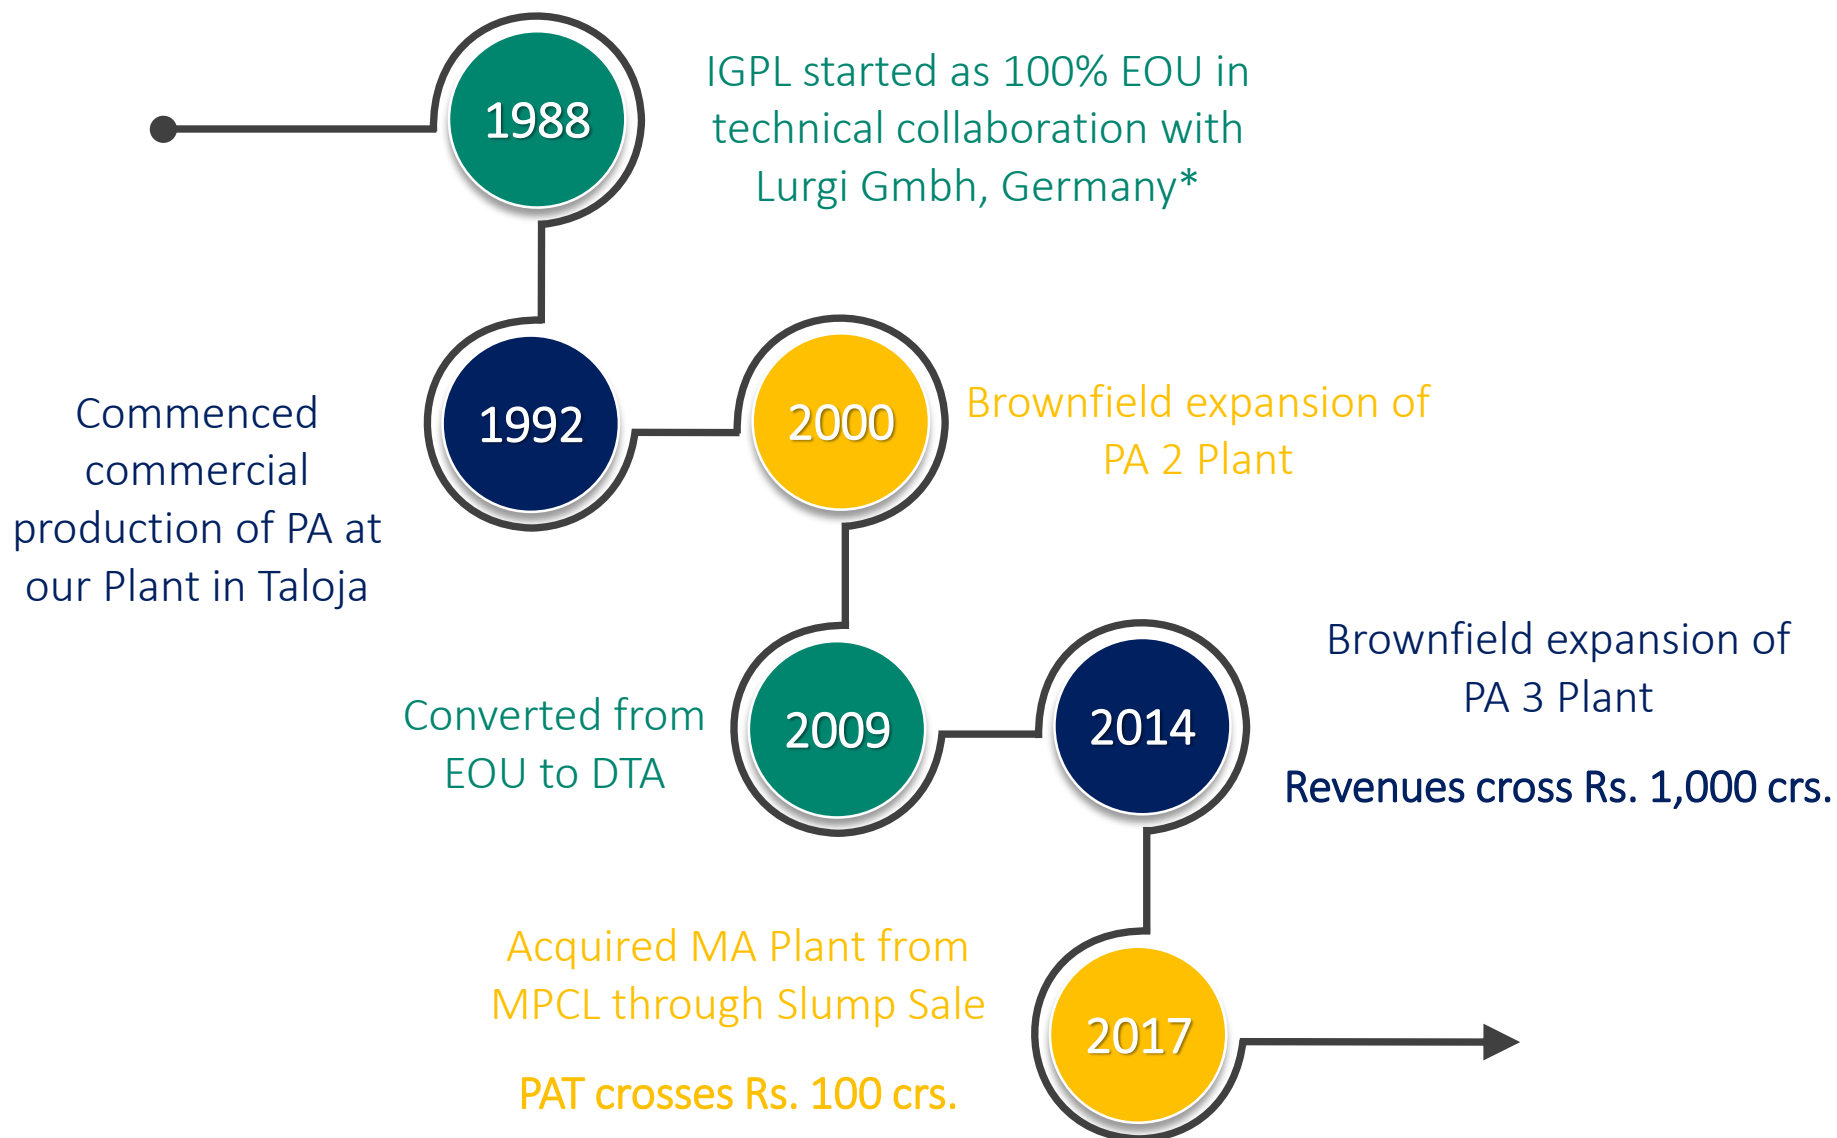 1988
IGPL started as 100% EOU in
technical collaboration with
Lurgi Gmbh, Germany*
1992
Commenced
commercial
production of PA at
our Plant in Taloja
2000
Brownfield expansion of
PA 2 Plant
2009
Converted from
EOU to DTA
2014
Brownfield expansion of
PA 3 Plant
Revenues cross Rs. 1,000 crs.
2017
Acquired MA Plant from
MPCL through Slump Sale
PAT crosses Rs. 100 crs.